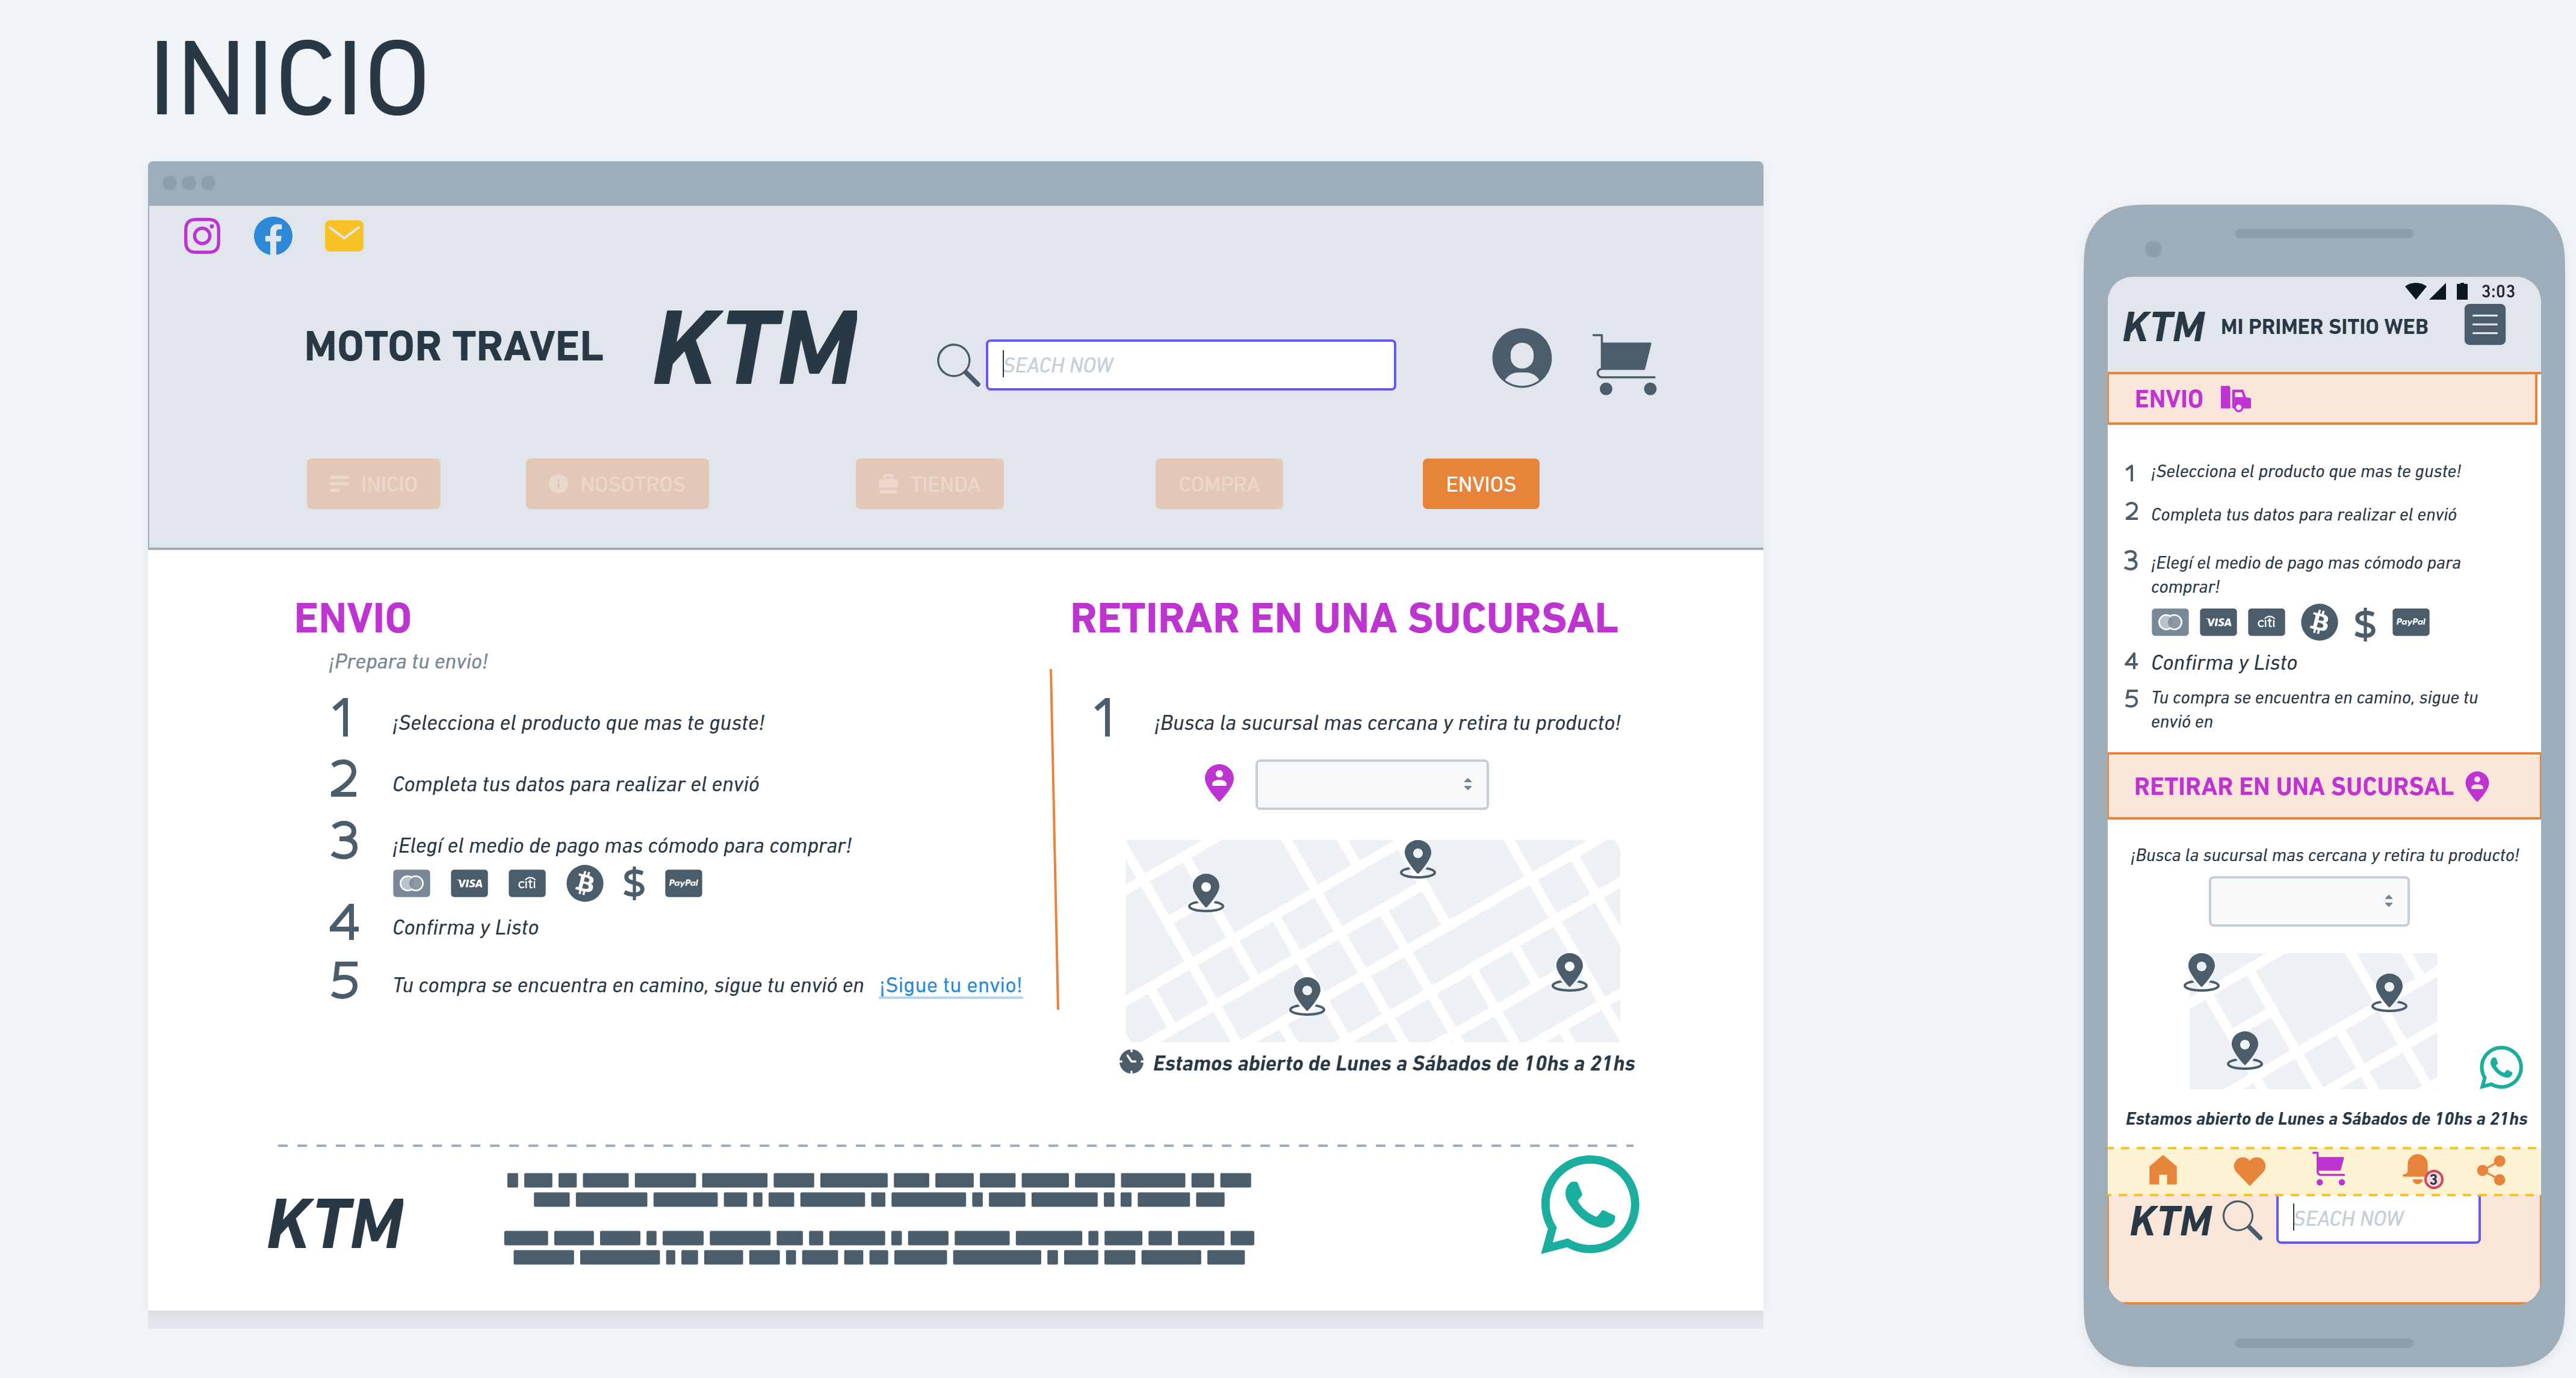 INICIO
MOTOR TRAVEL
KTM
SEACH NOW
INICIO
NOSOTROS
TIENDA
COMPRA
ENVIOS
ENVIO
¡Prepara tu envio!
1 ¡Selecciona el producto que mas te guste!
2 Completa tus datos para realizar el envió
3 ¡Elegí el medio de pago mas cómodo para comprar!
VISA citi $ PayPal
4 Confirma y Listo
5 Tu compra se encuentra en camino, sigue tu envió en ¡Sigue tu envio!
RETIRAR EN UNA SUCURSAL
1 ¡Busca la sucursal mas cercana y retira tu producto!
Estamos abierto de Lunes a Sábados de 10hs a 21hs
KTM
3:03
KTM MI PRIMER SITIO WEB
ENVIO
1 ¡Selecciona el producto que mas te guste!
2 Completa tus datos para realizar el envió
3 ¡Elegí el medio de pago mas cómodo para
comprar!
VISA citi $ PayPal
4 Confirma y Listo
5 Tu compra se encuentra en camino, sigue tu
envió en
RETIRAR EN UNA SUCURSAL
¡Busca la sucursal mas cercana y retira tu producto!
Estamos abierto de Lunes a Sábados de 10hs a 21hs
3
KTM
SEACH NOW